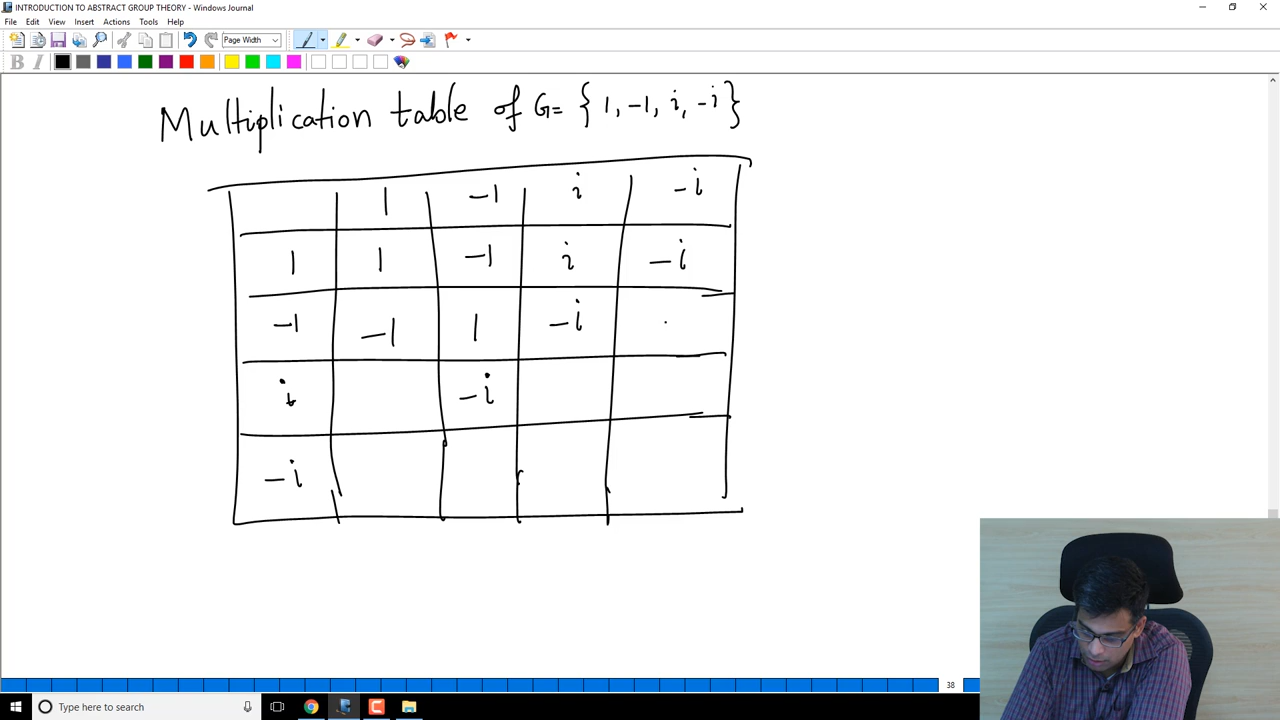 INTRODUCTION TO ABSTRACT GROUP THEORY - Windows Journal
File Edit View Insert Actions Tools Help
Page Width
B I
Multiplication table of G = {1, -1, i, -i}
1 -1 i -i
1 1 -1 i -i
-1 -1 1 -i
i -i
-i
38
Type here to search